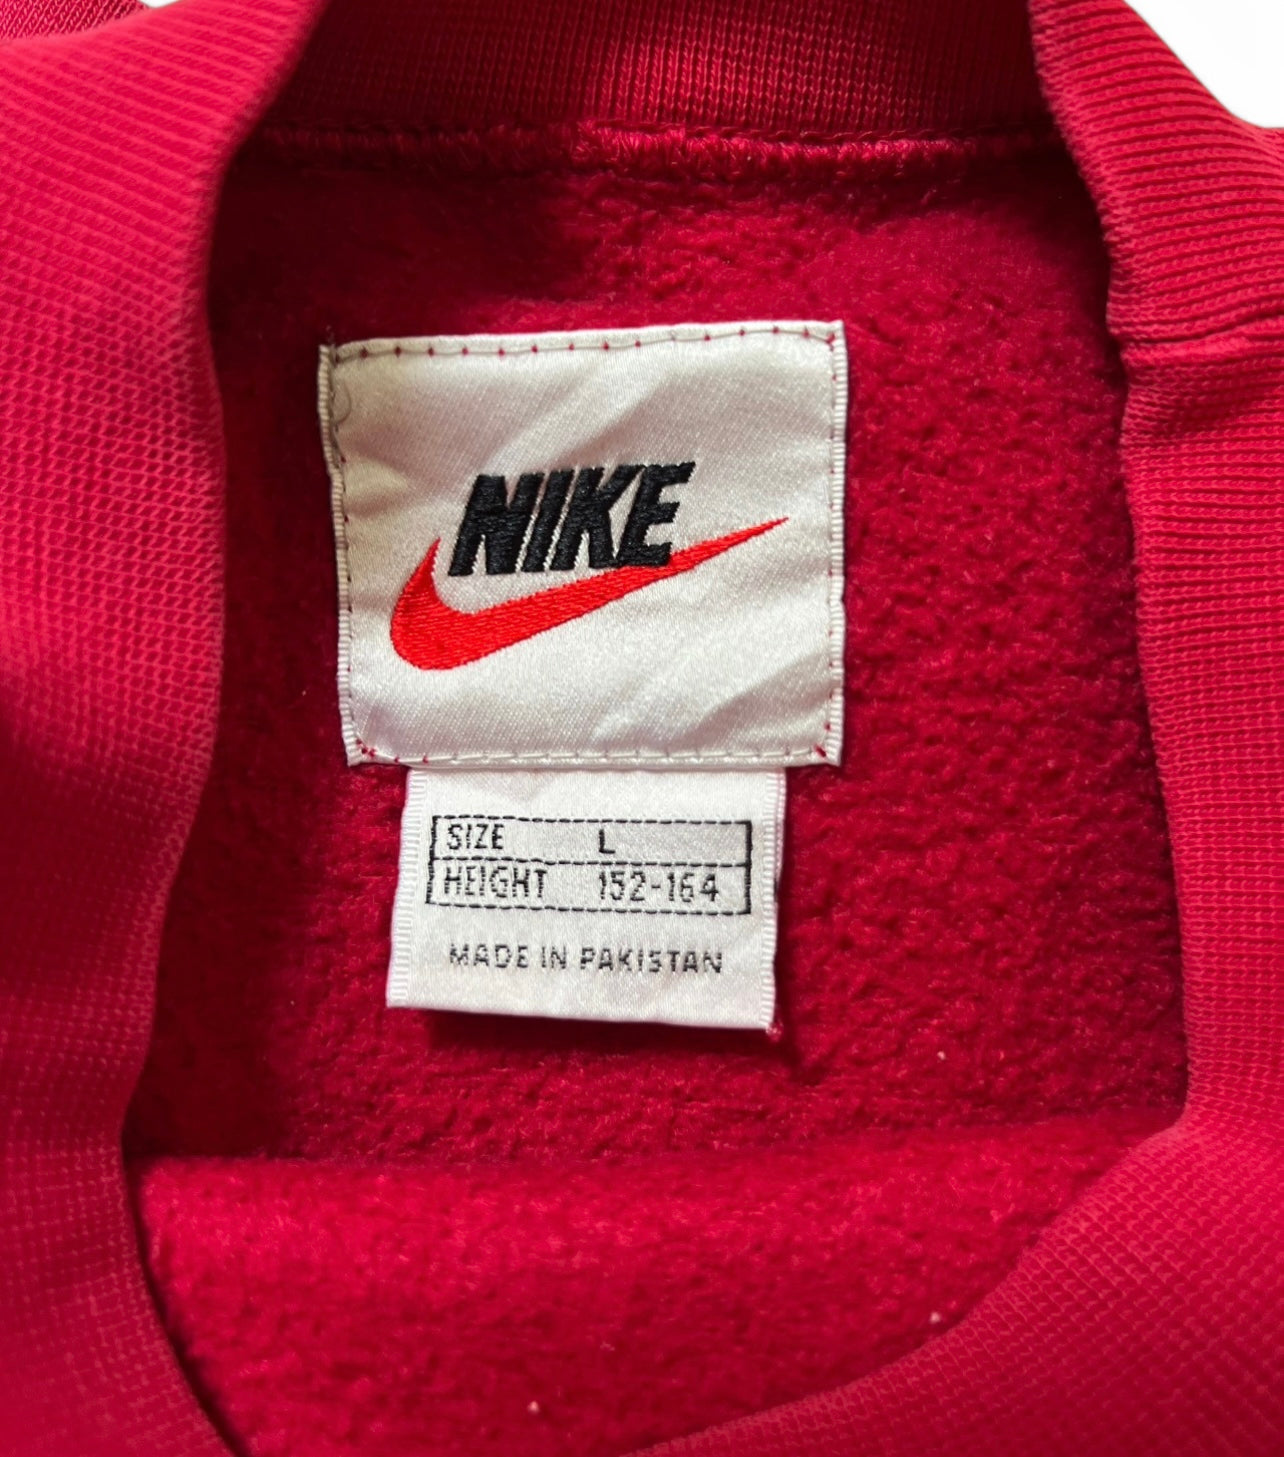 NIKE
SIZE L
HEIGHT 152-164
MADE IN PAKISTAN